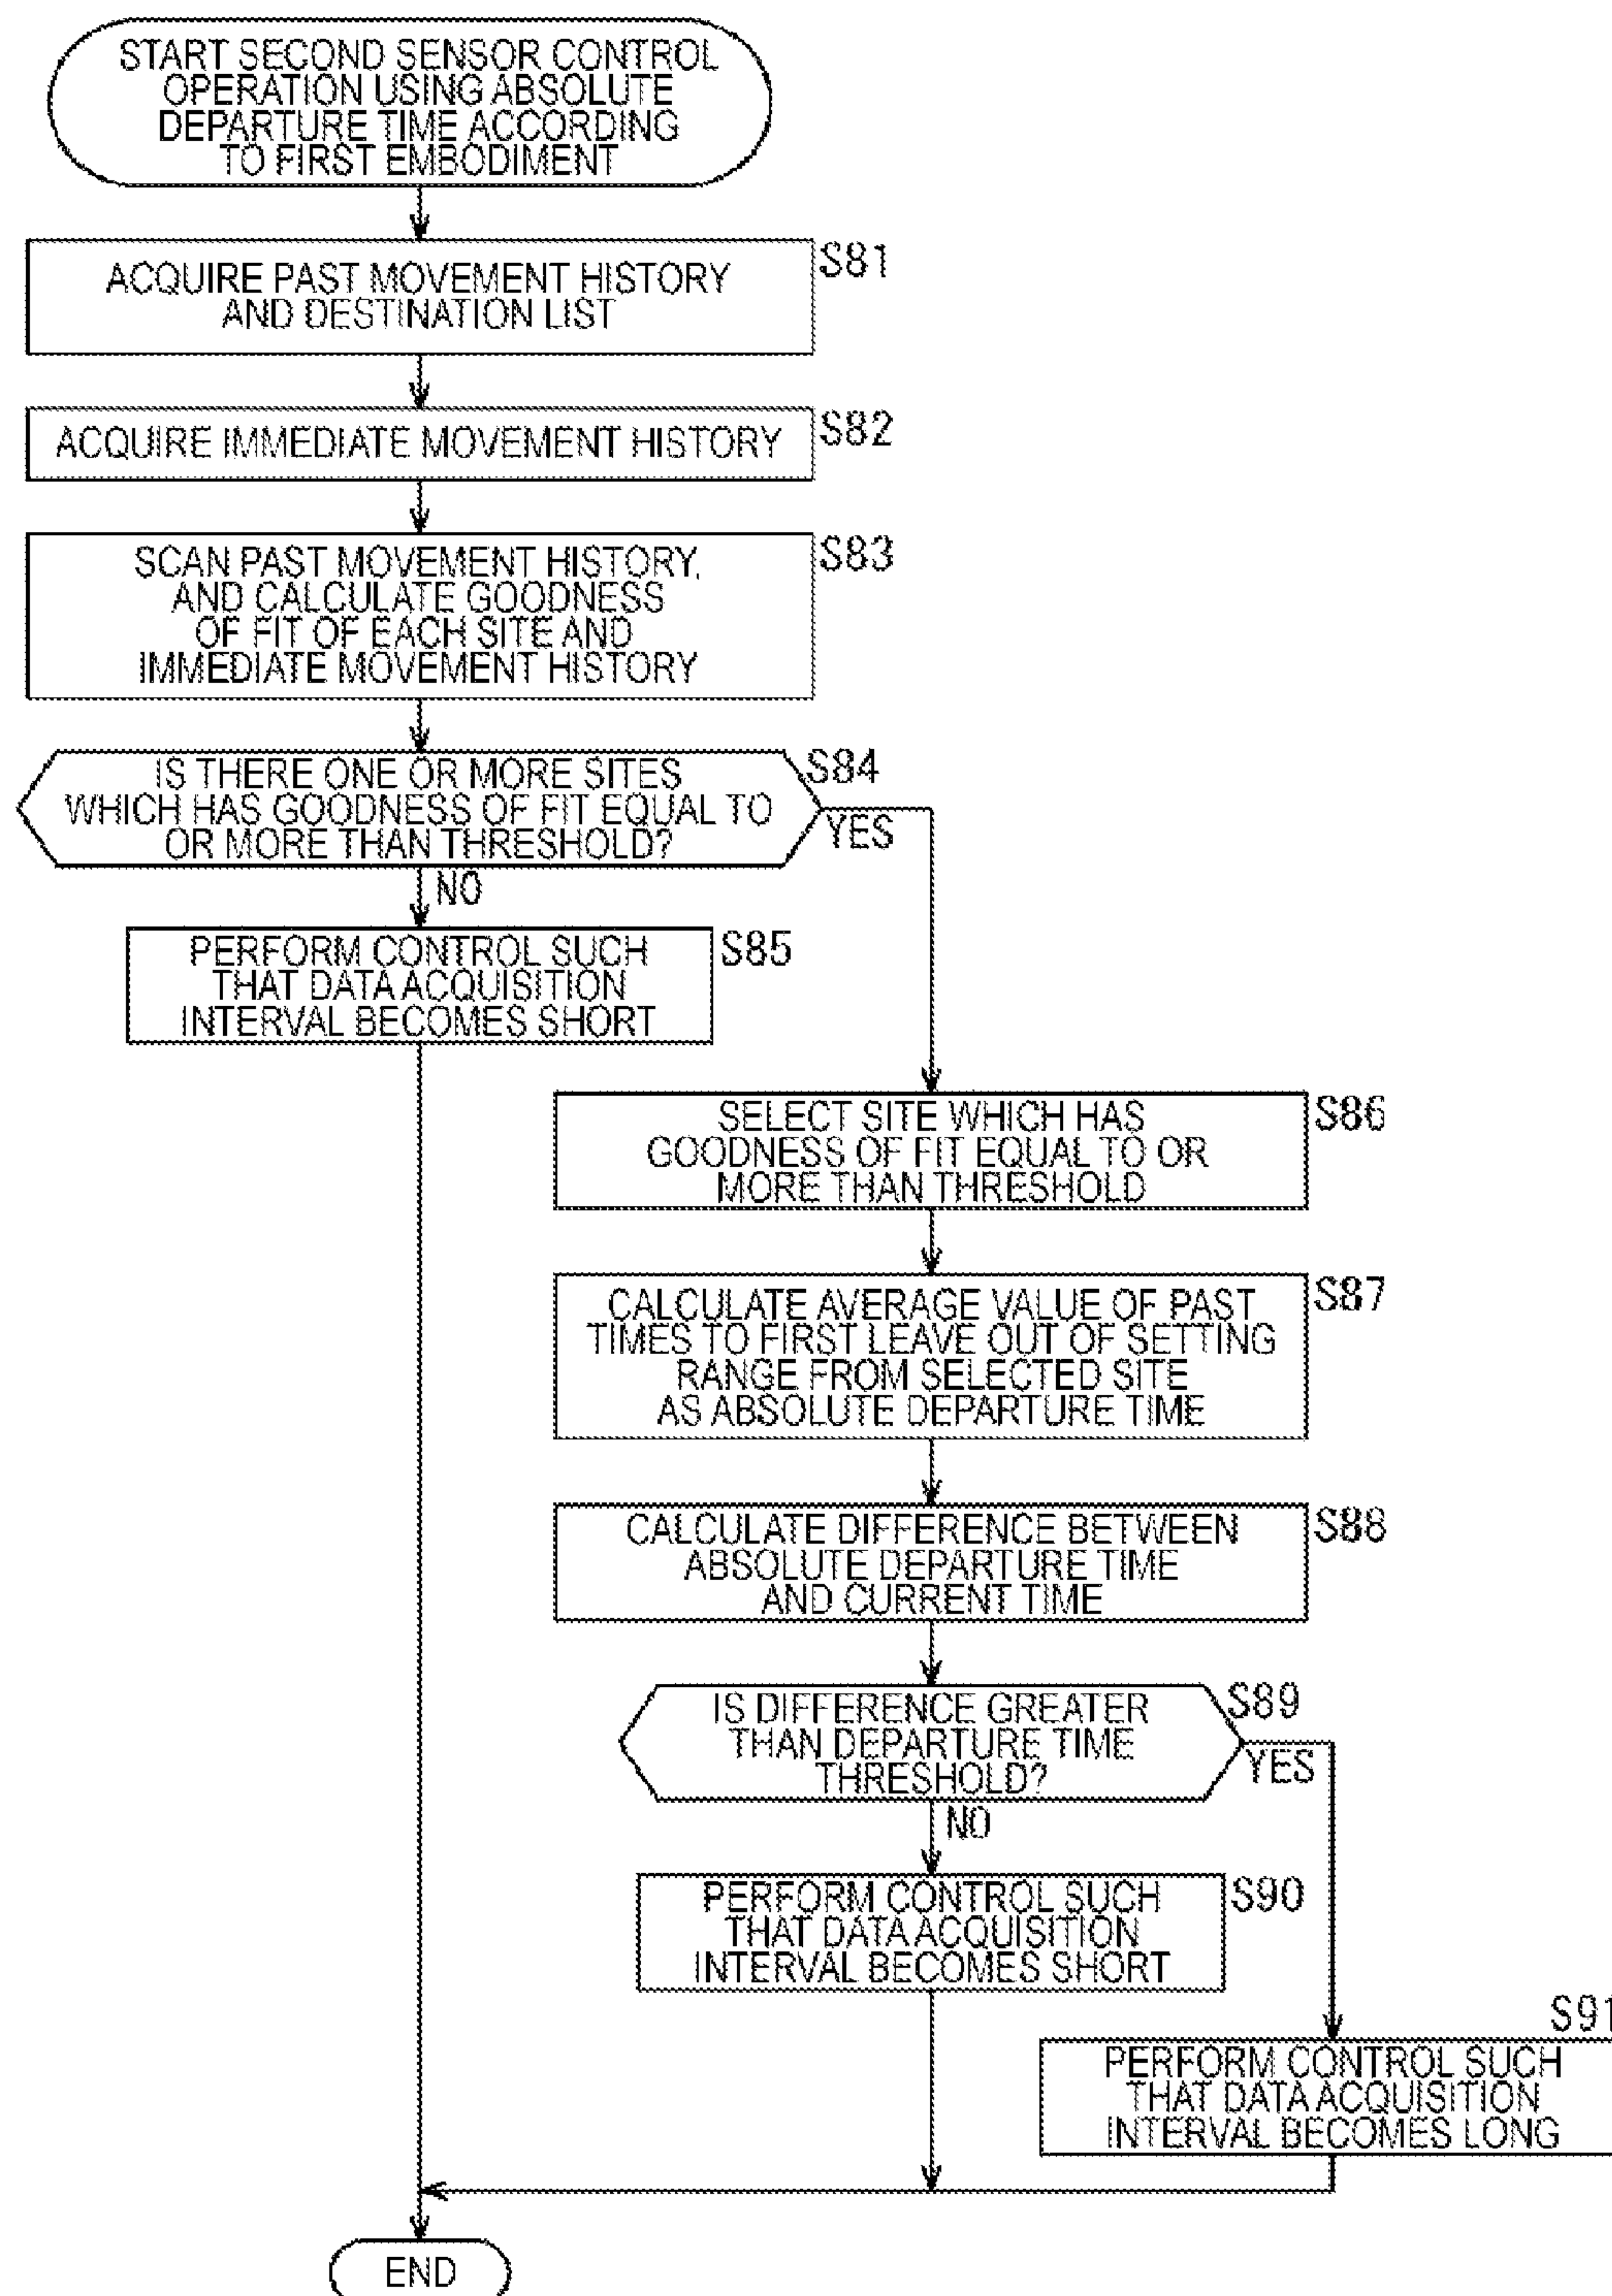 START SECOND SENSOR CONTROL
OPERATION USING ABSOLUTE
DEPARTURE TIME ACCORDING
TO FIRST EMBODIMENT
S81
ACQUIRE PAST MOVEMENT HISTORY
AND DESTINATION LIST
S82
ACQUIRE IMMEDIATE MOVEMENT HISTORY
S83
SCAN PAST MOVEMENT HISTORY,
AND CALCULATE GOODNESS
OF FIT OF EACH SITE AND
IMMEDIATE MOVEMENT HISTORY
S84
IS THERE ONE OR MORE SITES
WHICH HAS GOODNESS OF FIT EQUAL TO
OR MORE THAN THRESHOLD?
YES
NO
S85
PERFORM CONTROL SUCH
THAT DATA ACQUISITION
INTERVAL BECOMES SHORT
S86
SELECT SITE WHICH HAS
GOODNESS OF FIT EQUAL TO OR
MORE THAN THRESHOLD
S87
CALCULATE AVERAGE VALUE OF PAST
TIMES TO FIRST LEAVE OUT OF SETTING
RANGE FROM SELECTED SITE
AS ABSOLUTE DEPARTURE TIME
S88
CALCULATE DIFFERENCE BETWEEN
ABSOLUTE DEPARTURE TIME
AND CURRENT TIME
S89
IS DIFFERENCE GREATER
THAN DEPARTURE TIME
THRESHOLD?
YES
NO
S90
PERFORM CONTROL SUCH
THAT DATA ACQUISITION
INTERVAL BECOMES SHORT
S91
PERFORM CONTROL SUCH
THAT DATA ACQUISITION
INTERVAL BECOMES LONG
END